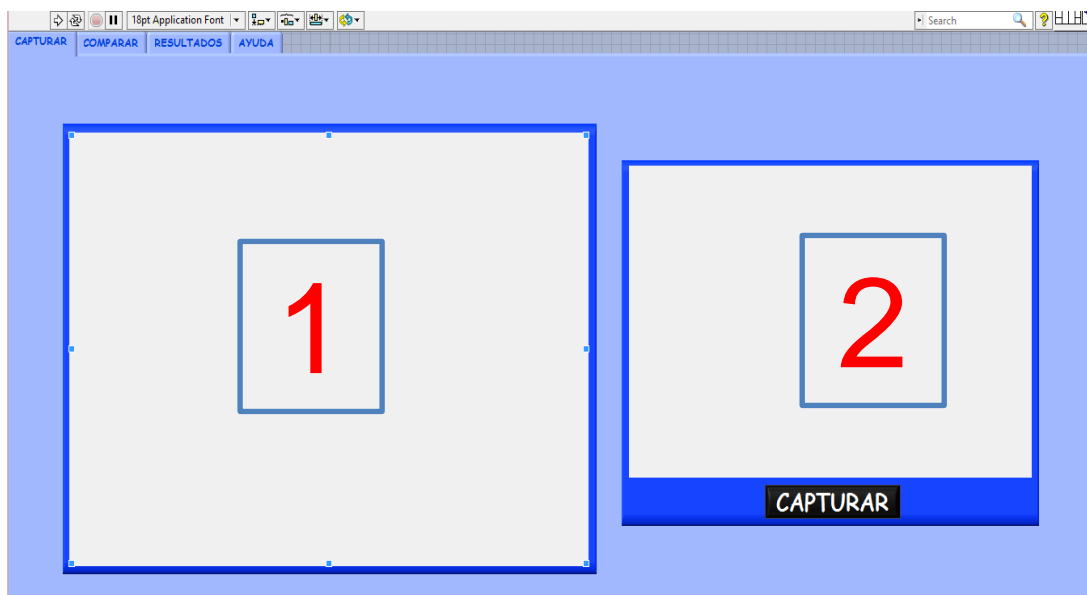 18pt Application Font
Search
?
CAPTURAR COMPARAR RESULTADOS AYUDA
1
2
CAPTURAR